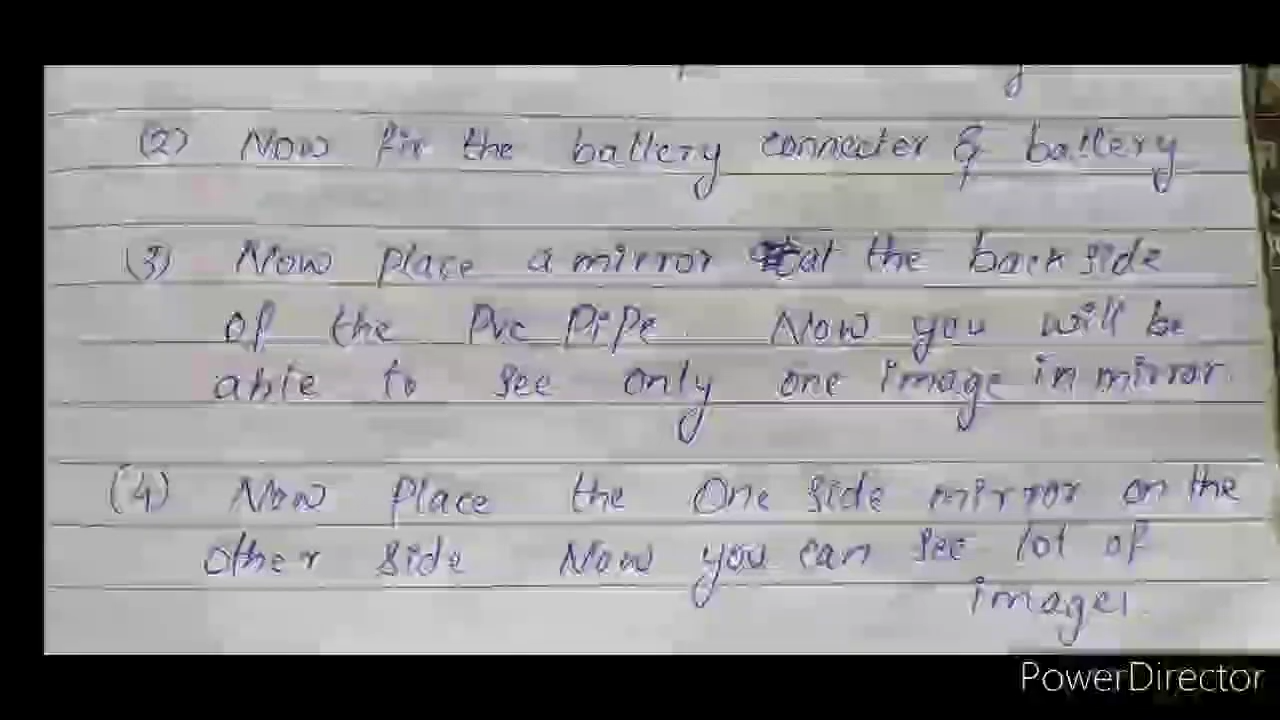 (2) Now fix the battery connecter & battery
(3) Now place a mirror at the back side
of the Pvc Pipe. Now you will be
able to see only one image in mirror.
(4) Now Place the One side mirror on the
other side Now you can see lot of
images.
PowerDirector